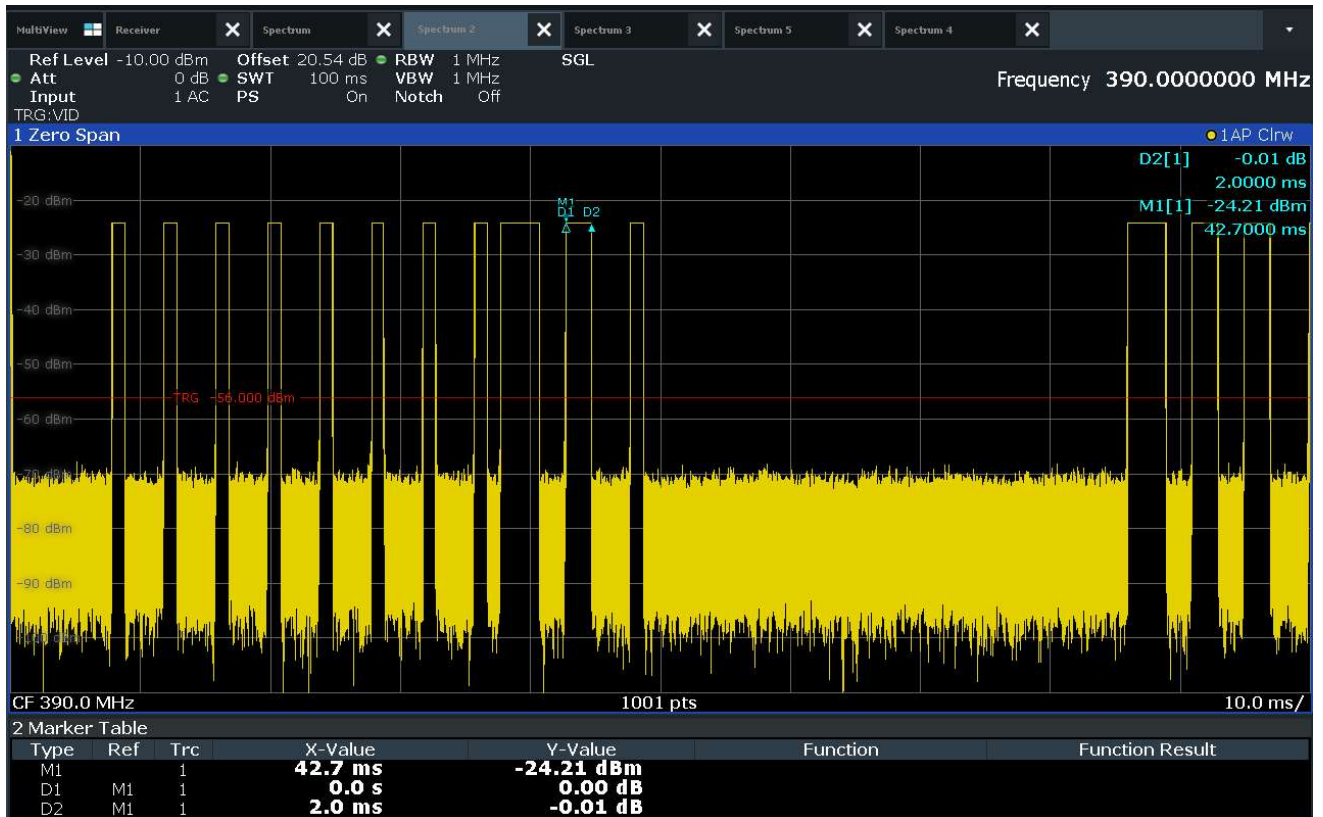 MultiView Receiver Spectrum Spectrum 2 Spectrum 3 Spectrum 5 Spectrum 4
Ref Level -10.00 dBm Offset 20.54 dB RBW 1 MHz SGL
Att 0 dB SWT 100 ms VBW 1 MHz
Input 1 AC PS On Notch Off
Frequency 390.0000000 MHz
TRG:VID
1 Zero Span 1AP Clrw
D2[1] -0.01 dB
2.0000 ms
M1[1] -24.21 dBm
42.7000 ms
-20 dBm
M1
D1 D2
-30 dBm
-40 dBm
-50 dBm
TRG -56.000 dBm
-60 dBm
-70 dBm
-80 dBm
-90 dBm
-100 dBm
CF 390.0 MHz 1001 pts 10.0 ms/
2 Marker Table
Type Ref Trc X-Value Y-Value Function Function Result
M1 1 42.7 ms -24.21 dBm
D1 M1 1 0.0 s 0.00 dB
D2 M1 1 2.0 ms -0.01 dB